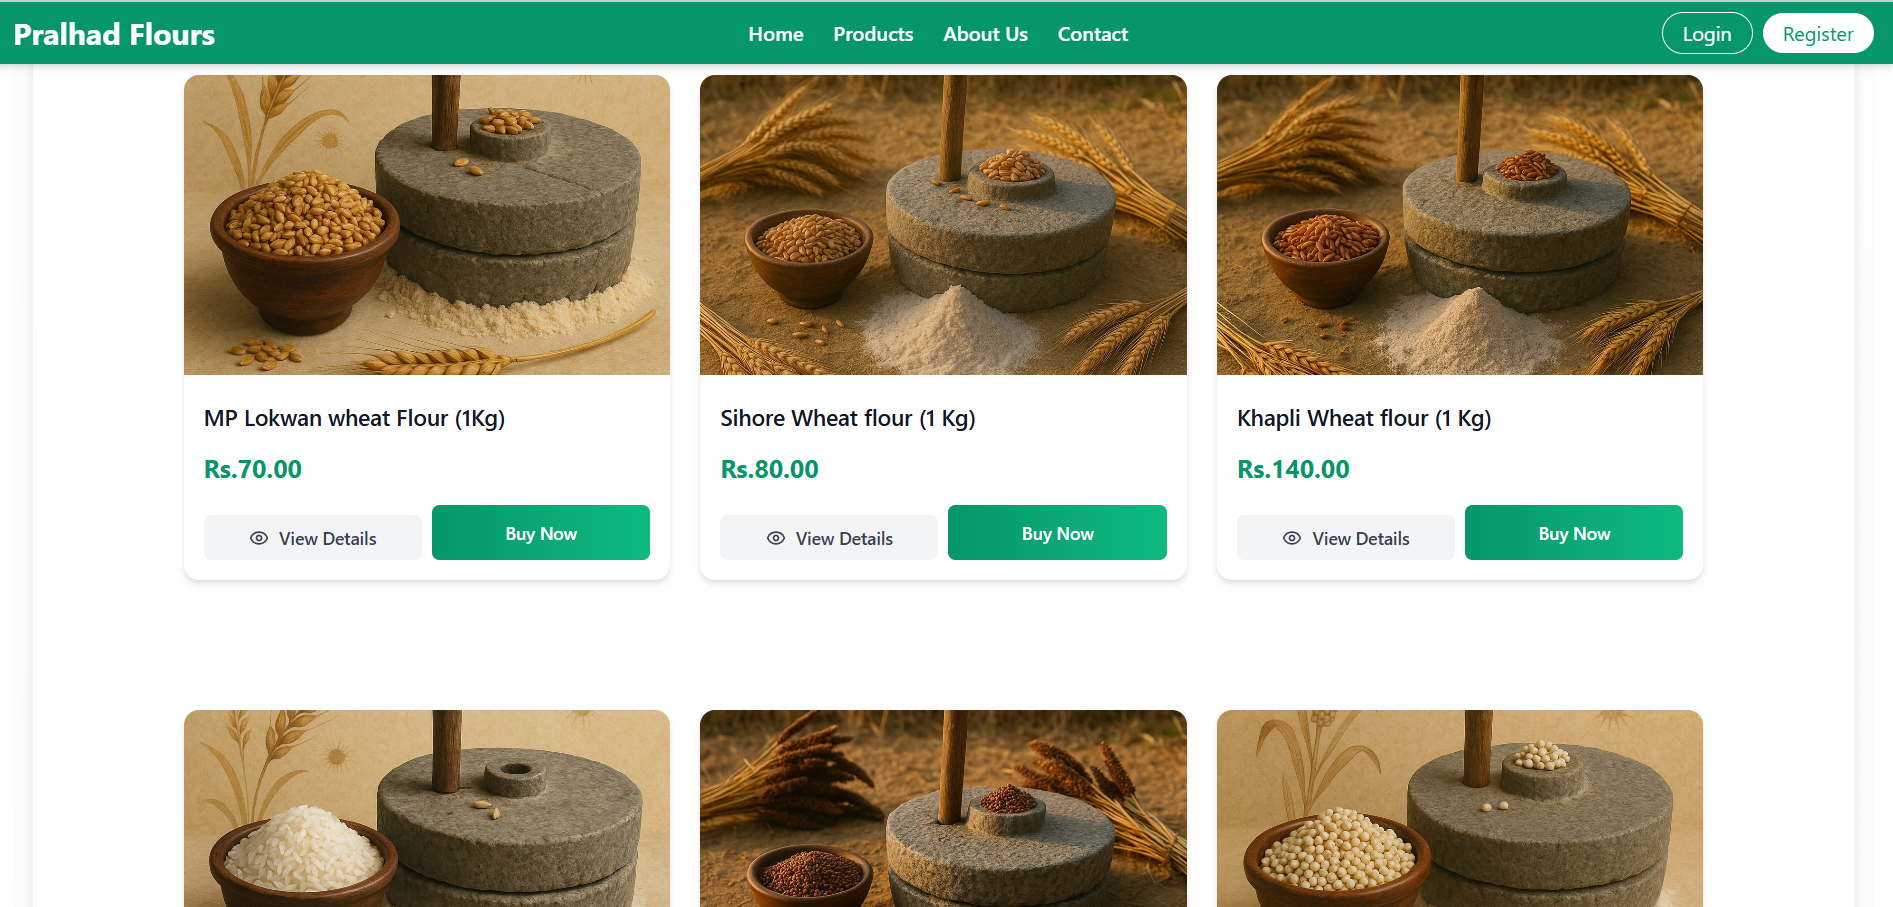 Pralhad Flours
Home Products About Us Contact
Login Register
MP Lokwan wheat Flour (1Kg)
Rs.70.00
View Details Buy Now
Sihore Wheat flour (1 Kg)
Rs.80.00
View Details Buy Now
Khapli Wheat flour (1 Kg)
Rs.140.00
View Details Buy Now